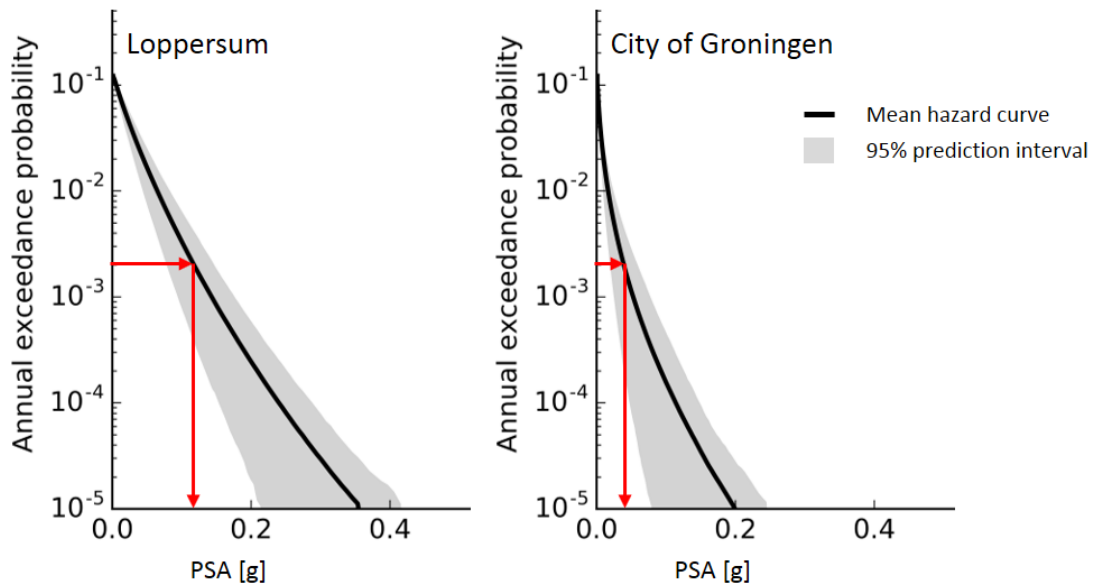 Loppersum
Annual exceedance probability
10⁻¹
10⁻²
10⁻³
10⁻⁴
10⁻⁵
0.0 0.2 0.4
PSA [g]
City of Groningen
Annual exceedance probability
10⁻¹
10⁻²
10⁻³
10⁻⁴
10⁻⁵
0.0 0.2 0.4
PSA [g]
Mean hazard curve
95% prediction interval